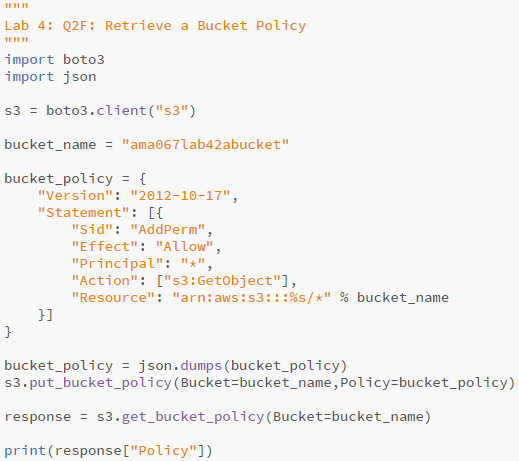 """
Lab 4: Q2F: Retrieve a Bucket Policy
"""
import boto3
import json

s3 = boto3.client("s3")

bucket_name = "ama067lab42abucket"

bucket_policy = {
    "Version": "2012-10-17",
    "Statement": [{
        "Sid": "AddPerm",
        "Effect": "Allow",
        "Principal": "*",
        "Action": ["s3:GetObject"],
        "Resource": "arn:aws:s3:::%s/*" % bucket_name
    }]
}

bucket_policy = json.dumps(bucket_policy)
s3.put_bucket_policy(Bucket=bucket_name,Policy=bucket_policy)

response = s3.get_bucket_policy(Bucket=bucket_name)

print(response["Policy"])